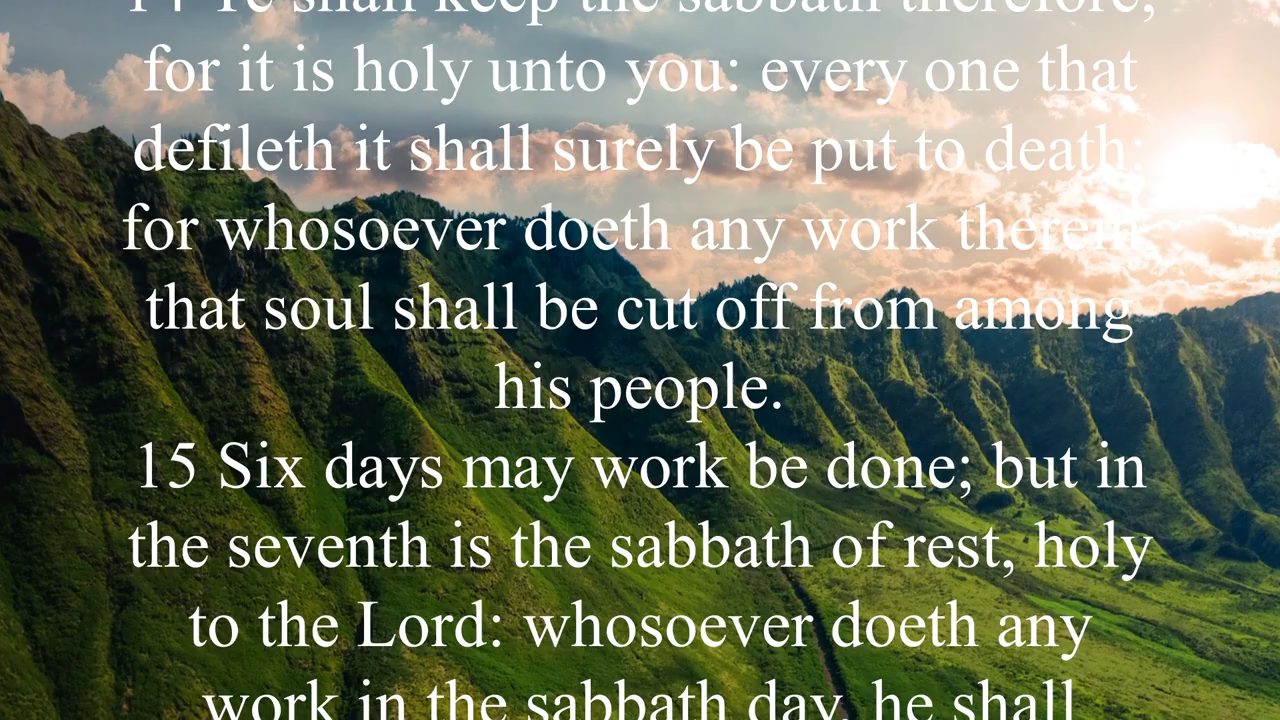 14 Ye shall keep the sabbath therefore;
for it is holy unto you: every one that
defileth it shall surely be put to death:
for whosoever doeth any work therein,
that soul shall be cut off from among
his people.
15 Six days may work be done; but in
the seventh is the sabbath of rest, holy
to the Lord: whosoever doeth any
work in the sabbath day, he shall